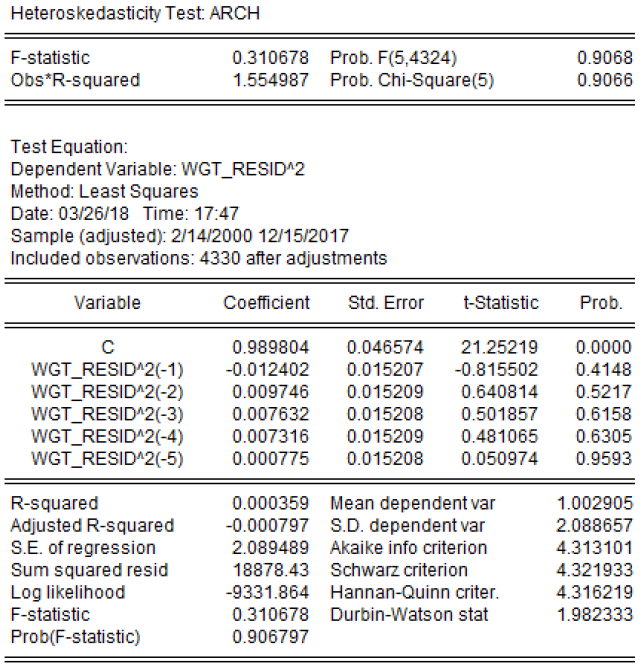 Heteroskedasticity Test: ARCH
F-statistic 0.310678 Prob. F(5,4324) 0.9068
Obs*R-squared 1.554987 Prob. Chi-Square(5) 0.9066
Test Equation:
Dependent Variable: WGT_RESID^2
Method: Least Squares
Date: 03/26/18 Time: 17:47
Sample (adjusted): 2/14/2000 12/15/2017
Included observations: 4330 after adjustments
Variable Coefficient Std. Error t-Statistic Prob.
C 0.989804 0.046574 21.25219 0.0000
WGT_RESID^2(-1) -0.012402 0.015207 -0.815502 0.4148
WGT_RESID^2(-2) 0.009746 0.015209 0.640814 0.5217
WGT_RESID^2(-3) 0.007632 0.015208 0.501857 0.6158
WGT_RESID^2(-4) 0.007316 0.015209 0.481065 0.6305
WGT_RESID^2(-5) 0.000775 0.015208 0.050974 0.9593
R-squared 0.000359 Mean dependent var 1.002905
Adjusted R-squared -0.000797 S.D. dependent var 2.088657
S.E. of regression 2.089489 Akaike info criterion 4.313101
Sum squared resid 18878.43 Schwarz criterion 4.321933
Log likelihood -9331.864 Hannan-Quinn criter. 4.316219
F-statistic 0.310678 Durbin-Watson stat 1.982333
Prob(F-statistic) 0.906797